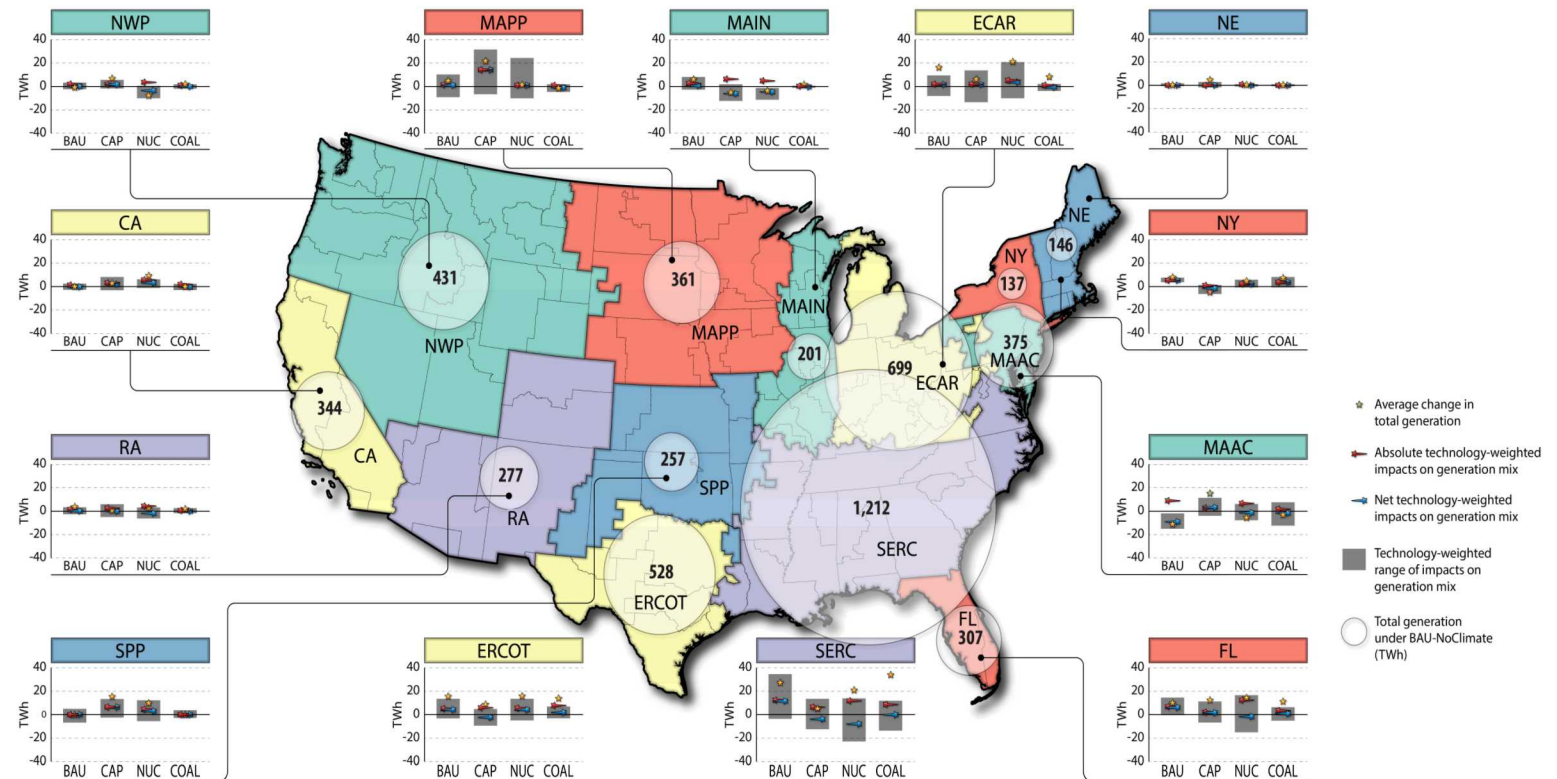 NWP
40
20
0
-20
-40
TWh
BAU CAP NUC COAL
MAPP
40
20
0
-20
-40
TWh
BAU CAP NUC COAL
MAIN
40
20
0
-20
-40
TWh
BAU CAP NUC COAL
ECAR
40
20
0
-20
-40
TWh
BAU CAP NUC COAL
NE
40
20
0
-20
-40
TWh
BAU CAP NUC COAL
CA
40
20
0
-20
-40
TWh
BAU CAP NUC COAL
NY
40
20
0
-20
-40
TWh
BAU CAP NUC COAL
RA
40
20
0
-20
-40
TWh
BAU CAP NUC COAL
MAAC
40
20
0
-20
-40
TWh
BAU CAP NUC COAL
NE
146
NY
137
431
NWP
361
MAPP
MAIN
201
699
ECAR
375
MAAC
344
CA
277
RA
257
SPP
1,212
SERC
528
ERCOT
FL
307
Average change in
total generation
Absolute technology-weighted
impacts on generation mix
Net technology-weighted
impacts on generation mix
Technology-weighted
range of impacts on
generation mix
Total generation
under BAU-NoClimate
(TWh)
SPP
40
20
0
-20
-40
TWh
BAU CAP NUC COAL
ERCOT
40
20
0
-20
-40
TWh
BAU CAP NUC COAL
SERC
40
20
0
-20
-40
TWh
BAU CAP NUC COAL
FL
40
20
0
-20
-40
TWh
BAU CAP NUC COAL